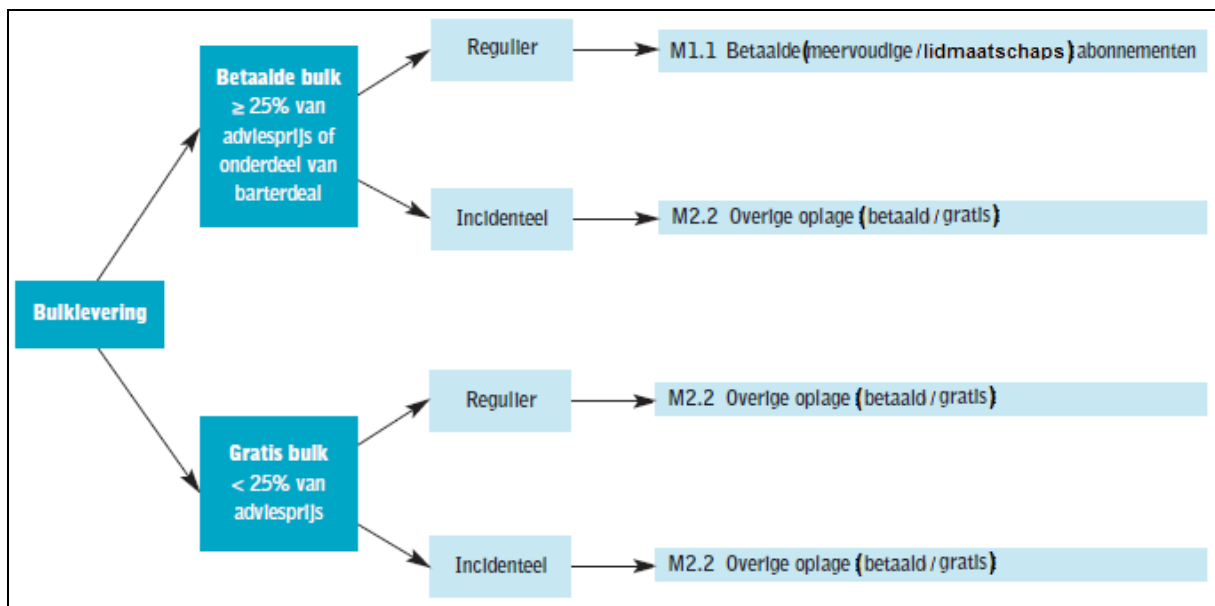 Regulier
M1.1 Betaalde (meervoudige /lidmaatschaps) abonnementen
Betaalde bulk
≥ 25% van
adviesprijs of
onderdeel van
barterdeal
Incidenteel
M2.2 Overige oplage (betaald / gratis)
Bulklevering
Regulier
M2.2 Overige oplage (betaald / gratis)
Gratis bulk
< 25% van
adviesprijs
Incidenteel
M2.2 Overige oplage (betaald / gratis)